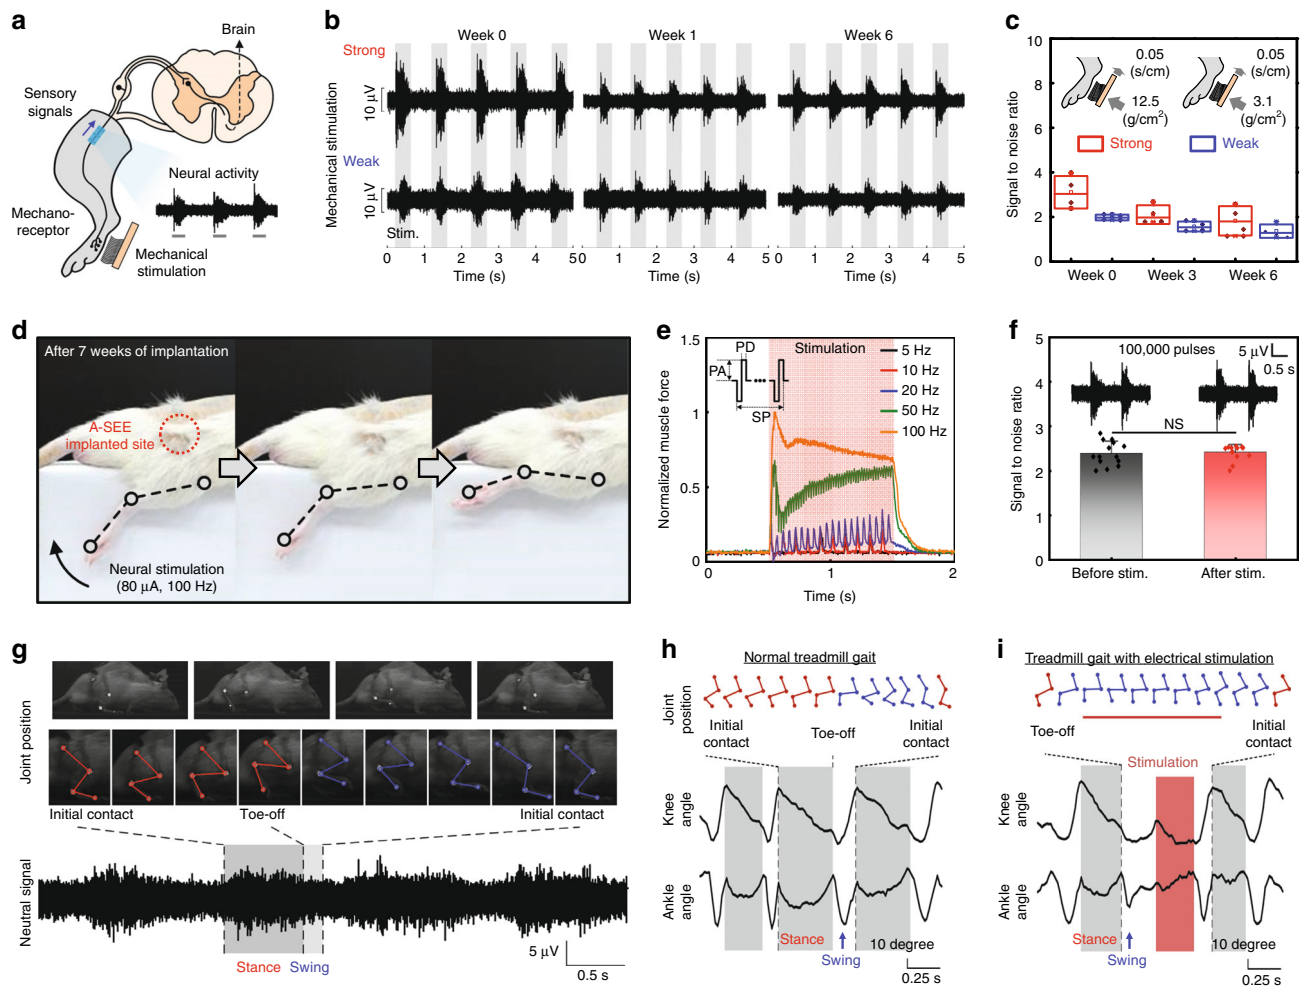 a
Brain
Sensory
signals
Neural activity
Mechano-
receptor
Mechanical
stimulation
b
Week 0
Week 1
Week 6
Strong
Weak
Mechanical stimulation
10 µV
10 µV
Stim.
0 1 2 3 4 5 0 1 2 3 4 5 0 1 2 3 4 5
Time (s)
Time (s)
Time (s)
c
Signal to noise ratio
10
8
6
4
2
0
0.05
(s/cm)
12.5
(g/cm²)
0.05
(s/cm)
3.1
(g/cm²)
Strong
Weak
Week 0
Week 3
Week 6
d
After 7 weeks of implantation
A-SEE
implanted site
Neural stimulation
(80 µA, 100 Hz)
e
Normalized muscle force
1.5
1
0.5
0
PD
PA
SP
Stimulation
5 Hz
10 Hz
20 Hz
50 Hz
100 Hz
0 1 2
Time (s)
f
Signal to noise ratio
5
4
3
2
1
0
100,000 pulses
5 µV
0.5 s
NS
Before stim.
After stim.
g
Joint position
Initial contact
Toe-off
Initial contact
Neutral signal
Stance
Swing
5 µV
0.5 s
h
Normal treadmill gait
Joint
position
Initial
contact
Toe-off
Initial
contact
Knee
angle
Ankle
angle
Stance
Swing
10 degree
0.25 s
i
Treadmill gait with electrical stimulation
Toe-off
Initial
contact
Stimulation
Knee
angle
Ankle
angle
Stance
Swing
10 degree
0.25 s